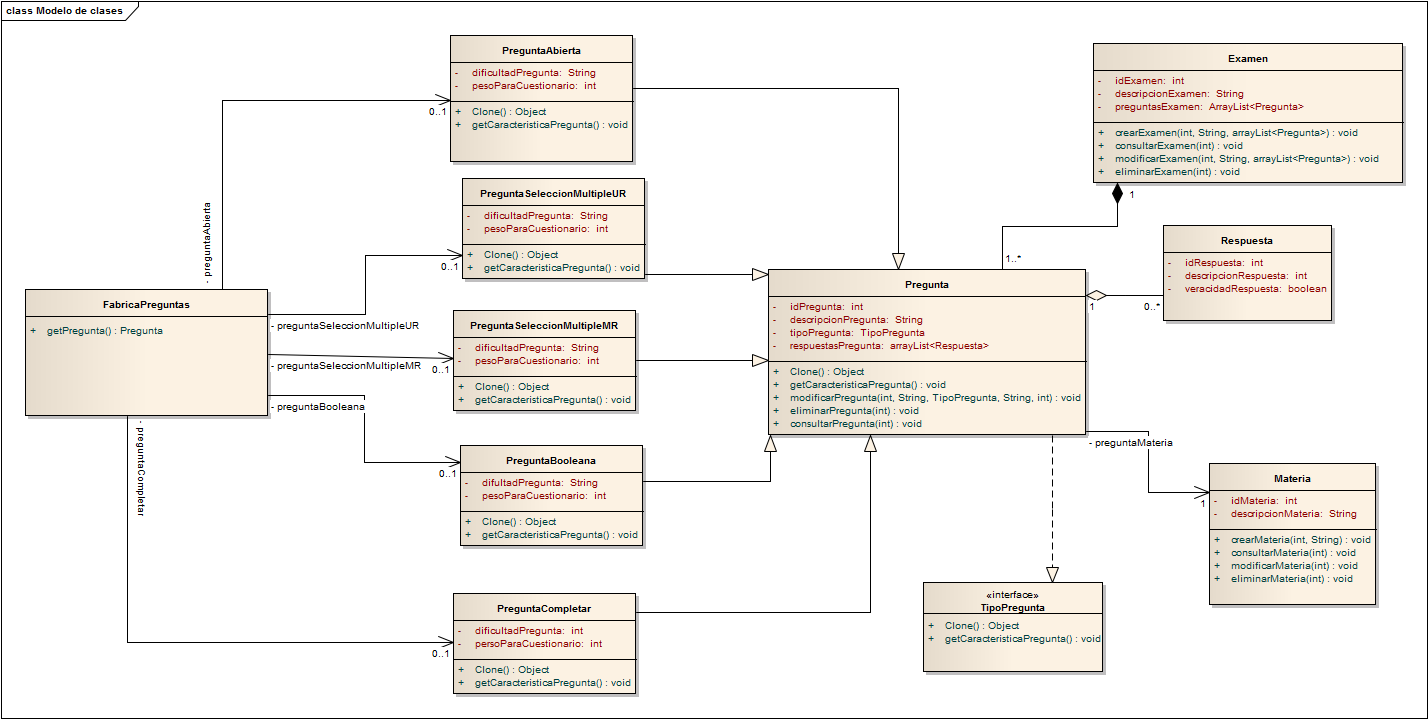 class Modelo de clases
PreguntaAbierta
- dificultadPregunta: String
- pesoParaCuestionario: int
+ Clone() : Object
+ getCaracteristicaPregunta() : void
0..1
- preguntaAbierta
PreguntaSeleccionMultipleUR
- dificultadPregunta: String
- pesoParaCuestionario: int
+ Clone() : Object
+ getCaracteristicaPregunta() : void
0..1
- preguntaSeleccionMultipleUR
FabricaPreguntas
+ getPregunta() : Pregunta
PreguntaSeleccionMultipleMR
- dificultadPregunta: String
- pesoParaCuestionario: int
+ Clone() : Object
+ getCaracteristicaPregunta() : void
0..1
- preguntaSeleccionMultipleMR
- preguntaBooleana
PreguntaBooleana
- difultadPregunta: String
- pesoParaCuestionario: int
+ Clone() : Object
+ getCaracteristicaPregunta() : void
0..1
- preguntaCompletar
PreguntaCompletar
- dificultadPregunta: int
- persoParaCuestionario: int
+ Clone() : Object
+ getCaracteristicaPregunta() : void
0..1
Examen
- idExamen: int
- descripcionExamen: String
- preguntasExamen: ArrayList<Pregunta>
+ crearExamen(int, String, arrayList<Pregunta>) : void
+ consultarExamen(int) : void
+ modificarExamen(int, String, arrayList<Pregunta>) : void
+ eliminarExamen(int) : void
1
1..*
Respuesta
- idRespuesta: int
- descripcionRespuesta: int
- veracidadRespuesta: boolean
1
0..*
Pregunta
- idPregunta: int
- descripcionPregunta: String
- tipoPregunta: TipoPregunta
- respuestasPregunta: arrayList<Respuesta>
+ Clone() : Object
+ getCaracteristicaPregunta() : void
+ modificarPregunta(int, String, TipoPregunta, String, int) : void
+ eliminarPregunta(int) : void
+ consultarPregunta(int) : void
- preguntaMateria
1
Materia
- idMateria: int
- descripcionMateria: String
+ crearMateria(int, String) : void
+ consultarMateria(int) : void
+ modificarMateria(int) : void
+ eliminarMateria(int) : void
«interface»
TipoPregunta
+ Clone() : Object
+ getCaracteristicaPregunta() : void